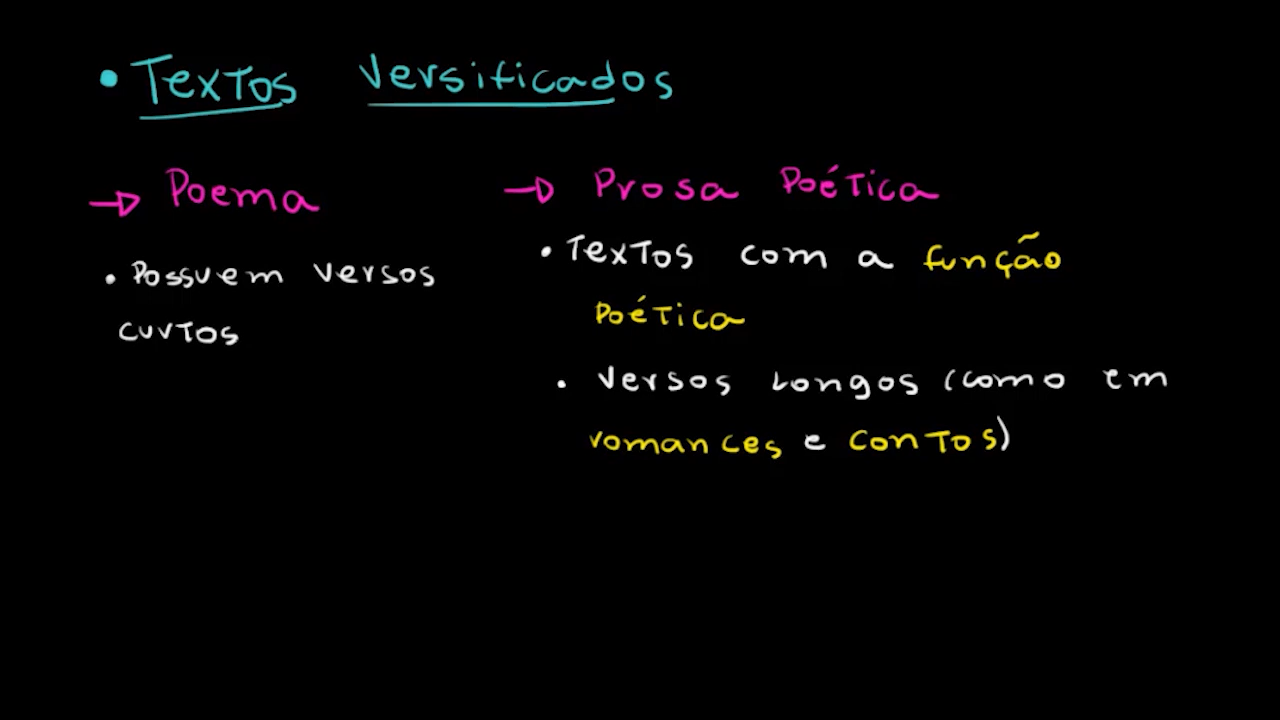 • Textos versificados
→ Poema
• Possuem versos
curtos
→ Prosa Poética
• Textos com a função
Poética
• versos longos (como em
romances e contos)